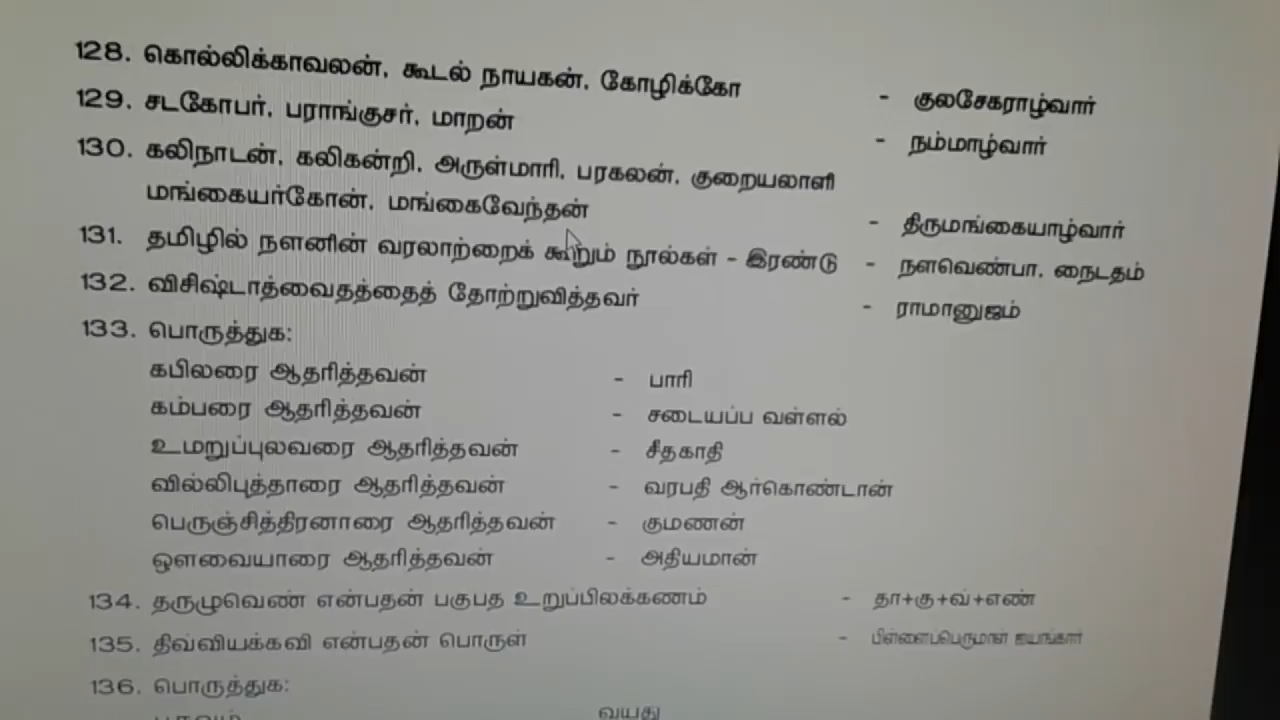 128. கொல்லிக்காவலன், கூடல் நாயகன், கோழிக்கோ - குலசேகராழ்வார்
129. சடகோபர், பராங்குசர், மாறன் - நம்மாழ்வார்
130. கலிநாடன், கலிகன்றி, அருள்மாரி, பரகலன், குறையலாளி
மங்கையர்கோன், மங்கைவேந்தன் - திருமங்கையாழ்வார்
131. தமிழில் நளனின் வரலாற்றைக் கூறும் நூல்கள் - இரண்டு - நளவெண்பா, நைடதம்
132. விசிஷ்டாத்வைதத்தைத் தோற்றுவித்தவர் - ராமானுஜம்
133. பொருத்துக:
கபிலரை ஆதரித்தவன் - பாரி
கம்பரை ஆதரித்தவன் - சடையப்ப வள்ளல்
உமறுப்புலவரை ஆதரித்தவன் - சீதகாதி
வில்லிபுத்தாரை ஆதரித்தவன் - வரபதி ஆர்கொண்டான்
பெருஞ்சித்திரனாரை ஆதரித்தவன் - குமணன்
ஔவையாரை ஆதரித்தவன் - அதியமான்
134. தருமுவெண் என்பதன் பகுபத உறுப்பிலக்கணம் - தா+கு+வ்+எண்
135. திவ்வியக்கவி என்பதன் பொருள் - பிள்ளைப்பெருமாள் ஐயங்கார்
136. பொருத்துக:
வயது